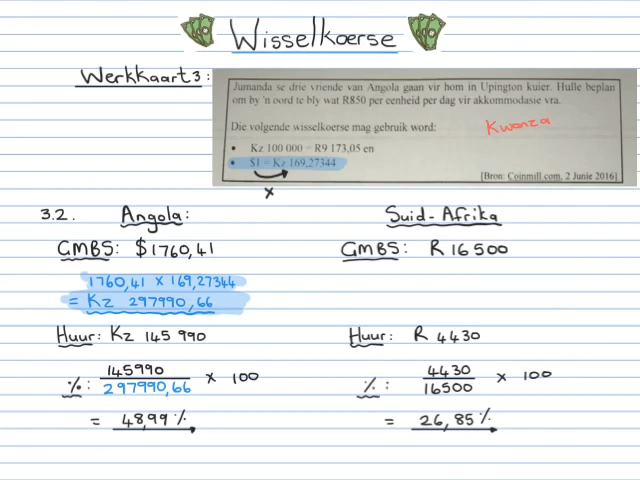 Wisselkoerse
Werkkaart 3:
Jumanda se drie vriende van Angola gaan vir hom in Upington kuier. Hulle beplan
om by 'n oord te bly wat R850 per eenheid per dag vir akkommodasie vra.
Die volgende wisselkoerse mag gebruik word:
Kwanza
• Kz 100 000 = R9 173,05 en
• $1 = Kz 169,27344
[Bron: Coinmill.com, 2 Junie 2016]
x
3.2. Angola: Suid-Afrika
GMBS: $1760,41 GMBS: R 16 500
1760,41 x 169,27344
= Kz 297990,66
Huur: Kz 145 990 Huur: R 4430
%: 145990 / 297990,66 x 100 %: 4430 / 16500 x 100
= 48,99% = 26,85%